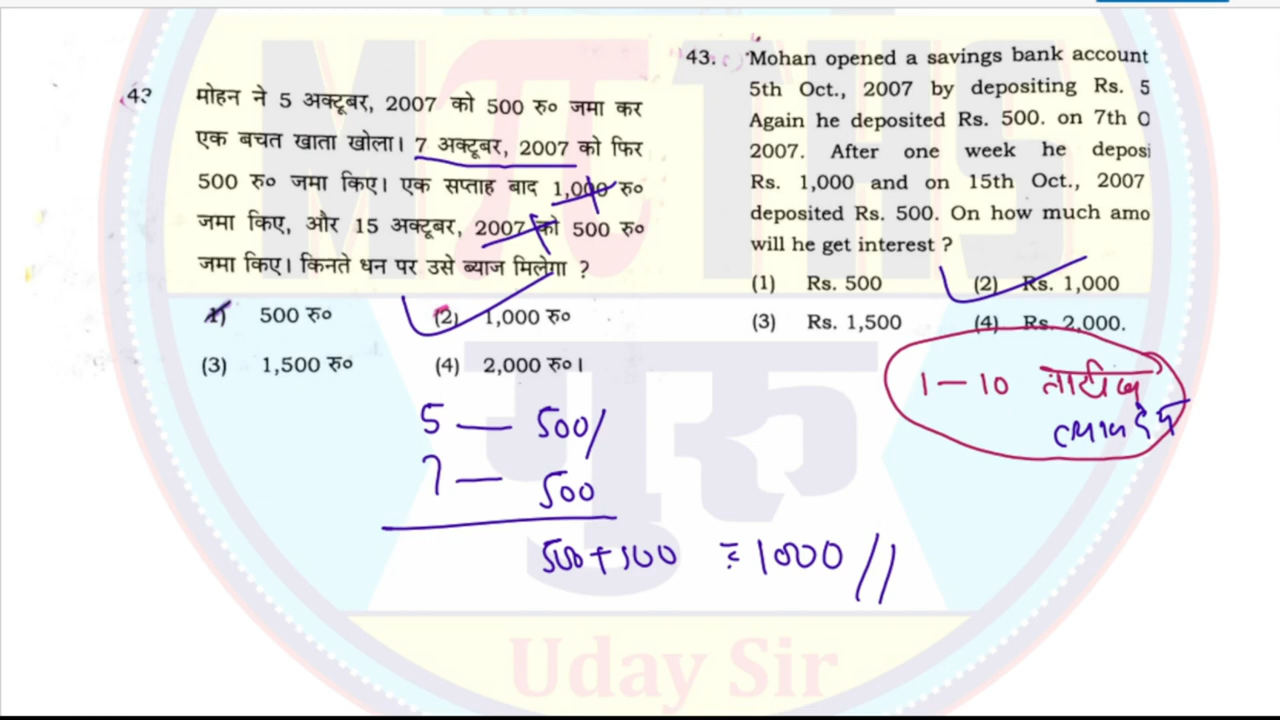 43
मोहन ने 5 अक्टूबर, 2007 को 500 रु० जमा कर
एक बचत खाता खोला। 7 अक्टूबर, 2007 को फिर
500 रु० जमा किए। एक सप्ताह बाद 1,000 रु०
जमा किए, और 15 अक्टूबर, 2007 को 500 रु०
जमा किए। किनते धन पर उसे ब्याज मिलेगा ?
1) 500 रु० (2) 1,000 रु०
(3) 1,500 रु० (4) 2,000 रु०।
43. Mohan opened a savings bank account
5th Oct., 2007 by depositing Rs. 5
Again he deposited Rs. 500. on 7th O
2007. After one week he deposi
Rs. 1,000 and on 15th Oct., 2007
deposited Rs. 500. On how much amo
will he get interest ?
(1) Rs. 500 (2) Rs. 1,000
(3) Rs. 1,500 (4) Rs. 2,000.
1 — 10 तारीख
5 — 500/
7 — 500
500 + 500 = 1000 //
MπTHS
गुरु
Uday Sir